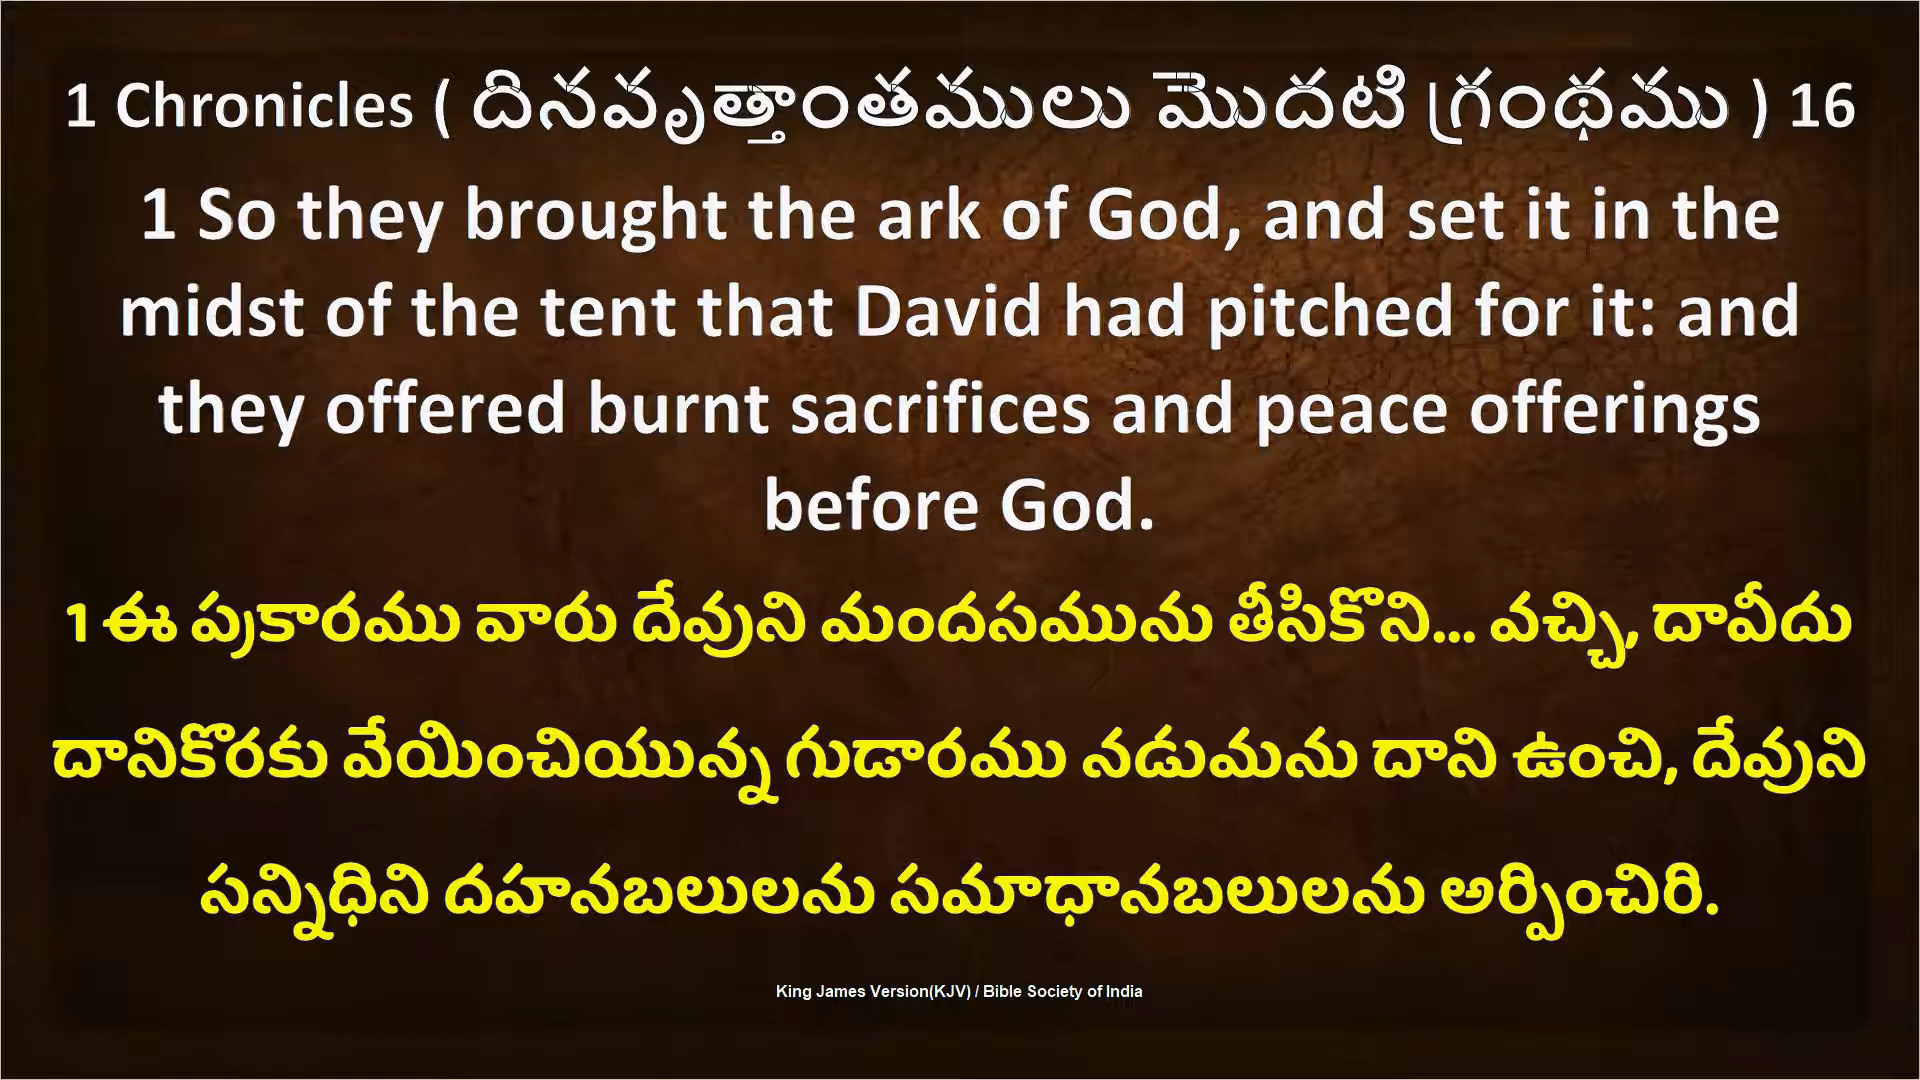 1 Chronicles ( దినవృత్తాంతములు మొదటి గ్రంథము ) 16
1 So they brought the ark of God, and set it in the
midst of the tent that David had pitched for it: and
they offered burnt sacrifices and peace offerings
before God.
1 ఈ ప్రకారము వారు దేవుని మందసమును తీసికొని... వచ్చి, దావీదు
దానికొరకు వేయించియున్న గుడారము నడుమను దాని ఉంచి, దేవుని
సన్నిధిని దహనబలులను సమాధానబలులను అర్పించిరి.
King James Version(KJV) / Bible Society of India